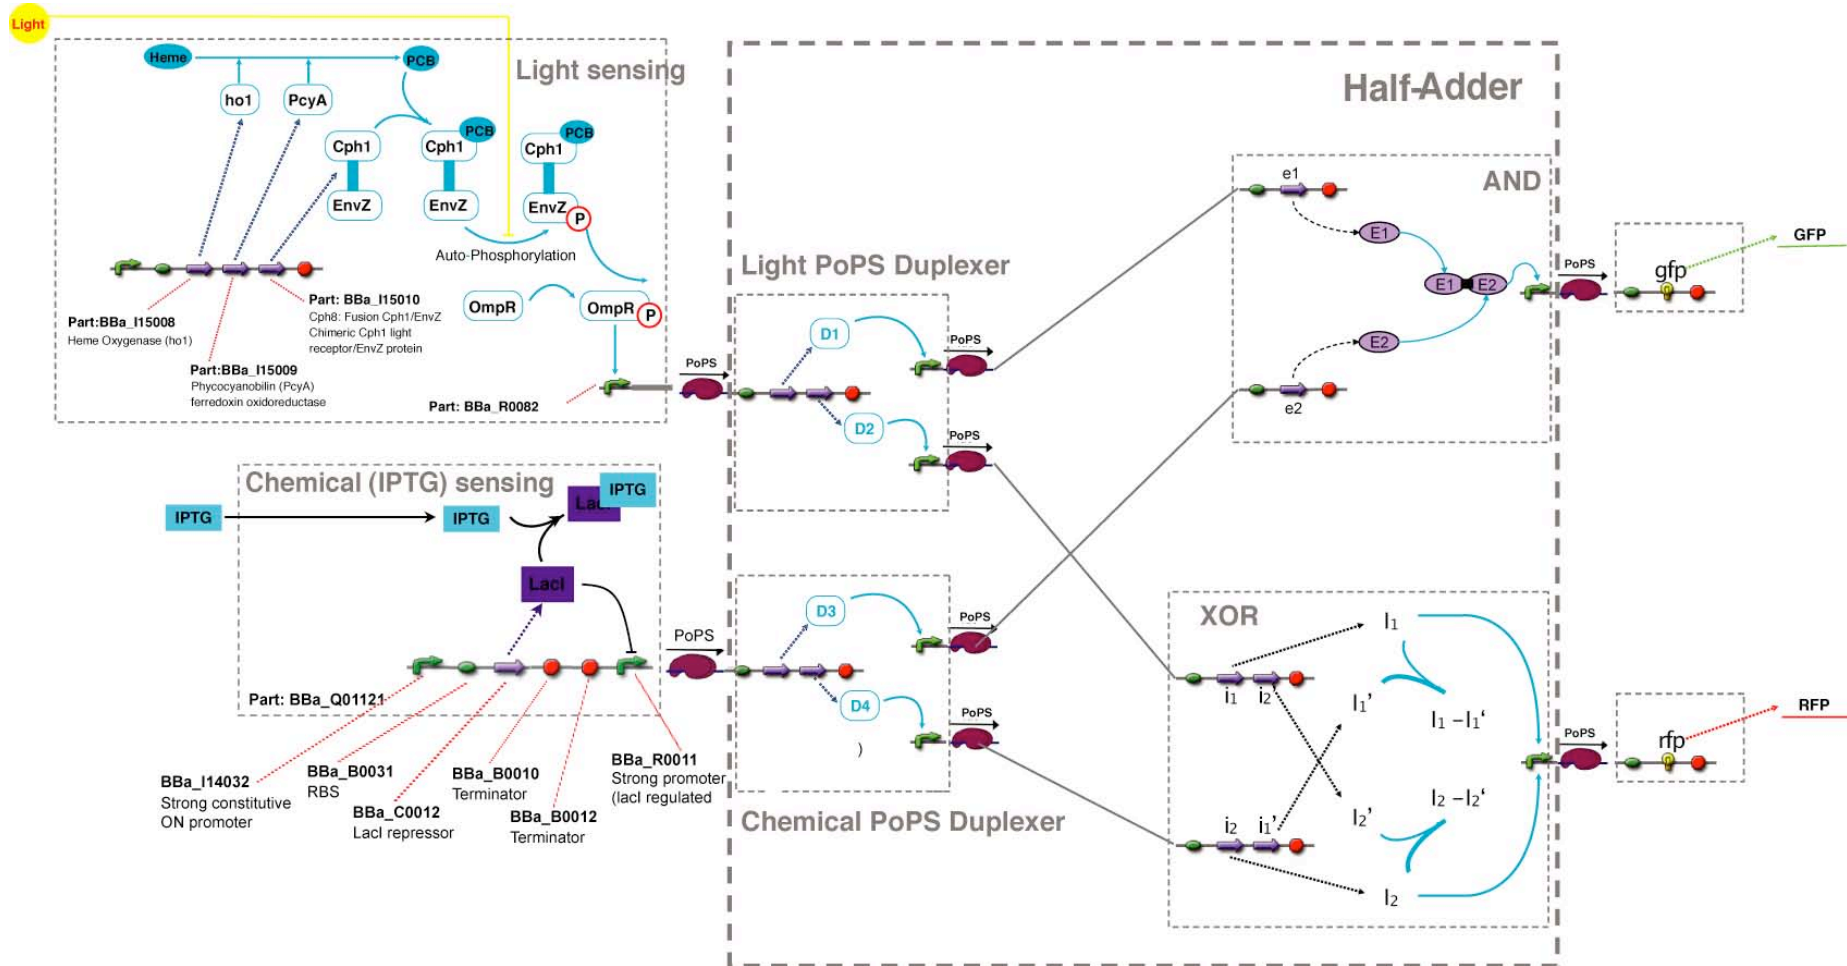 Light
Heme
PCB
Light sensing
ho1
PcyA
Cph1
Cph1
PCB
Cph1
PCB
EnvZ
EnvZ
EnvZ
P
Auto-Phosphorylation
OmpR
OmpR
P
Part:BBa_I15008
Heme Oxygenase (ho1)
Part: BBa_I15010
Cph8: Fusion Cph1/EnvZ
Chimeric Cph1 light
receptor/EnvZ protein
Part:BBa_I15009
Phycocyanobilin (PcyA)
ferredoxin oxidoreductase
Part: BBa_R0082
PoPS
Half-Adder
Light PoPS Duplexer
D1
D2
PoPS
PoPS
AND
e1
E1
E1
E2
E2
e2
PoPS
gfp
GFP
Chemical (IPTG) sensing
IPTG
IPTG
LacI
IPTG
LacI
Part: BBa_Q01121
PoPS
BBa_I14032
Strong constitutive
ON promoter
BBa_B0031
RBS
BBa_C0012
LacI repressor
BBa_B0010
Terminator
BBa_B0012
Terminator
BBa_R0011
Strong promoter
(lacI regulated
D3
D4
)
PoPS
PoPS
Chemical PoPS Duplexer
XOR
i1
i2
I1
I1'
I1 – I1'
I2 – I2'
I2'
I2
i2
i1'
PoPS
rfp
RFP